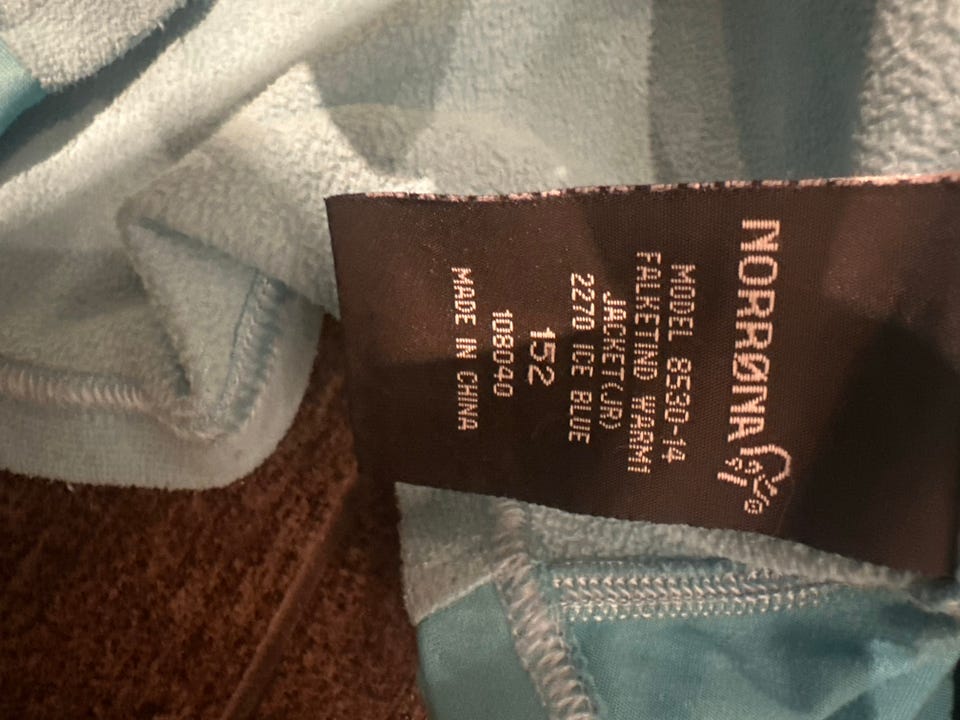 NORRØNA
MODEL 8530-14
FALKETIND WARM1
JACKET(JR)
2270 ICE BLUE
152
108040
MADE IN CHINA